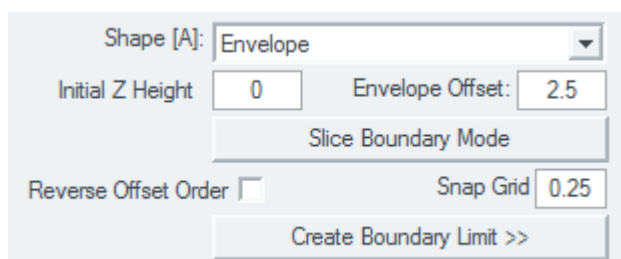 Shape [A]: Envelope
Initial Z Height 0 Envelope Offset: 2.5
Slice Boundary Mode
Reverse Offset Order Snap Grid 0.25
Create Boundary Limit >>